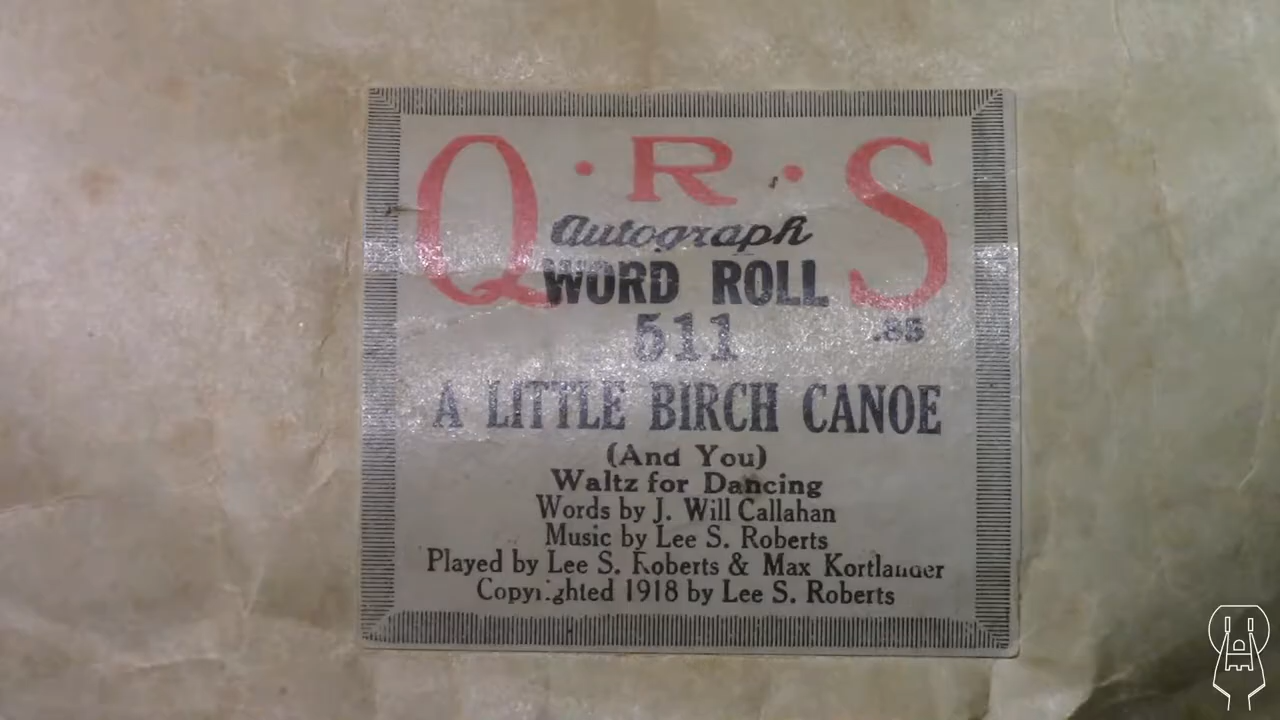 Q·R·S
Autograph
WORD ROLL
511
.85
A LITTLE BIRCH CANOE
(And You)
Waltz for Dancing
Words by J. Will Callahan
Music by Lee S. Roberts
Played by Lee S. Roberts & Max Kortlander
Copyrighted 1918 by Lee S. Roberts